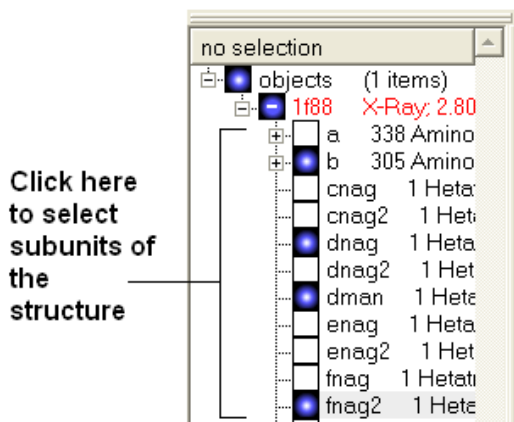 no selection
objects (1 items)
1f88 X-Ray; 2.80
a 338 Amino
b 305 Amino
cnag 1 Hetat
cnag2 1 Heta
dnag 1 Heta
dnag2 1 Het
dman 1 Heta
enag 1 Heta
enag2 1 Het
fnag 1 Hetat
fnag2 1 Heta
Click here
to select
subunits of
the
structure